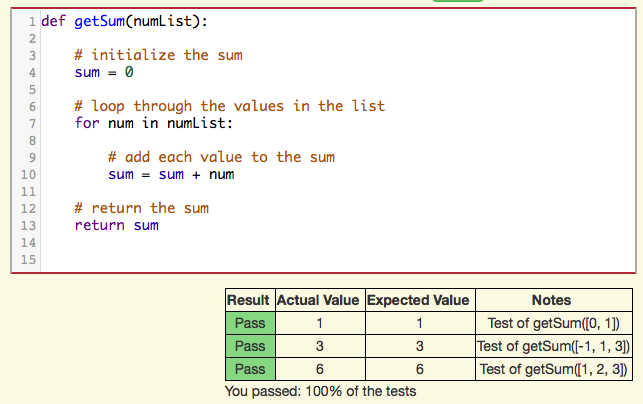 1 def getSum(numList):
2
3 # initialize the sum
4 sum = 0
5
6 # loop through the values in the list
7 for num in numList:
8
9 # add each value to the sum
10 sum = sum + num
11
12 # return the sum
13 return sum
14
15
Result Actual Value Expected Value Notes
Pass 1 1 Test of getSum([0, 1])
Pass 3 3 Test of getSum([-1, 1, 3])
Pass 6 6 Test of getSum([1, 2, 3])
You passed: 100% of the tests